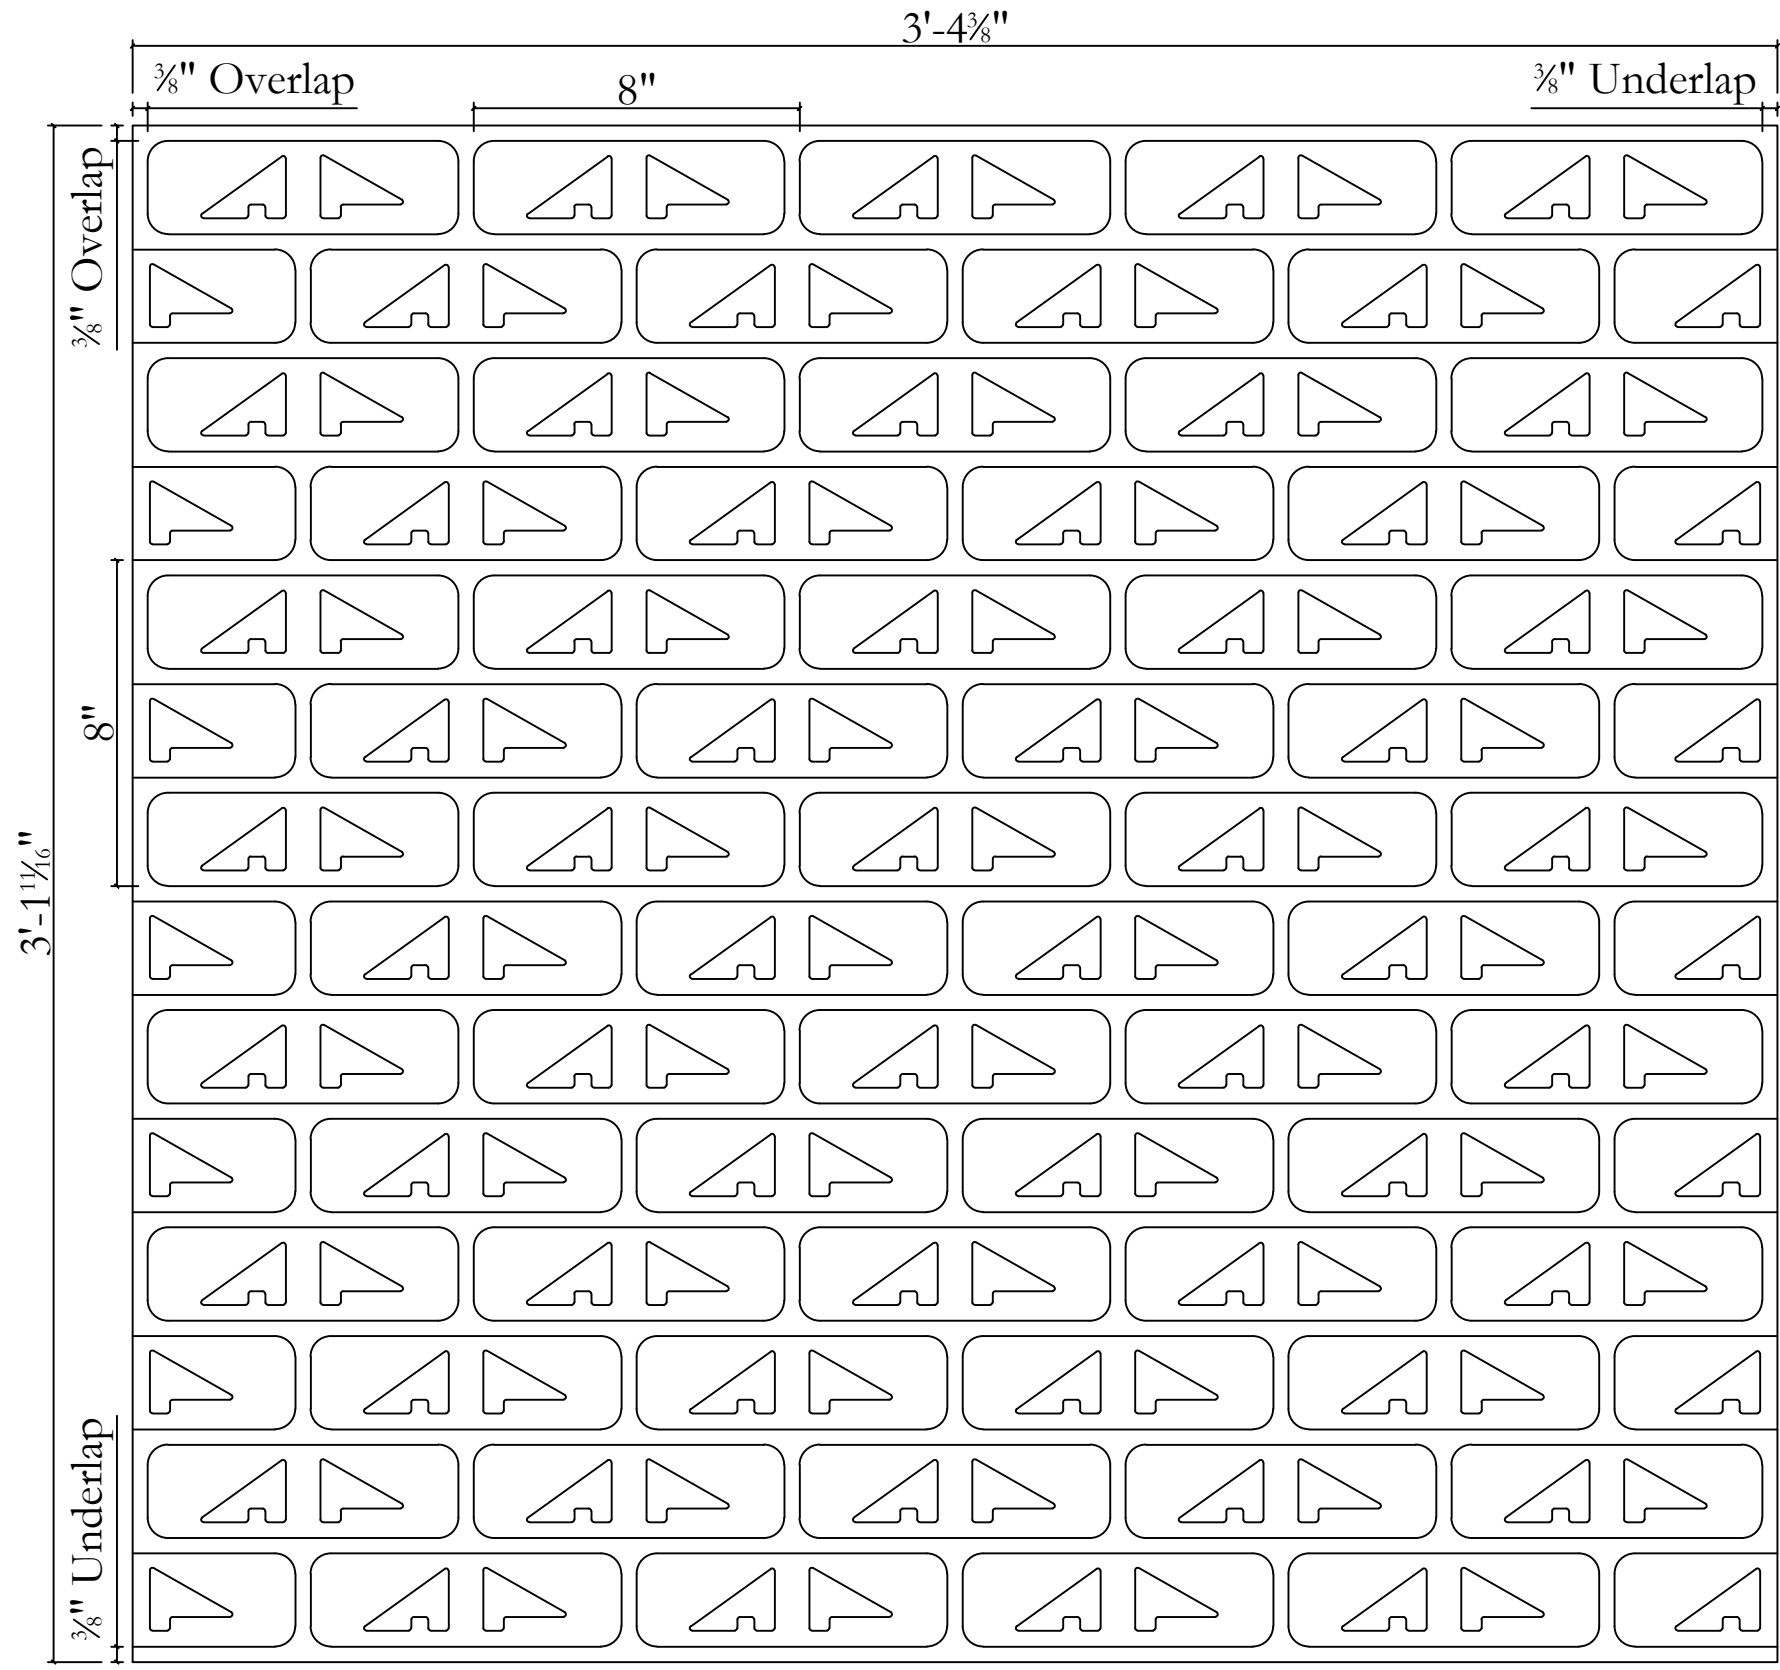 3'-4⅜"
⅜" Overlap
8"
⅜" Underlap
⅜" Overlap
8"
3'-1 11⁄16"
⅜" Underlap